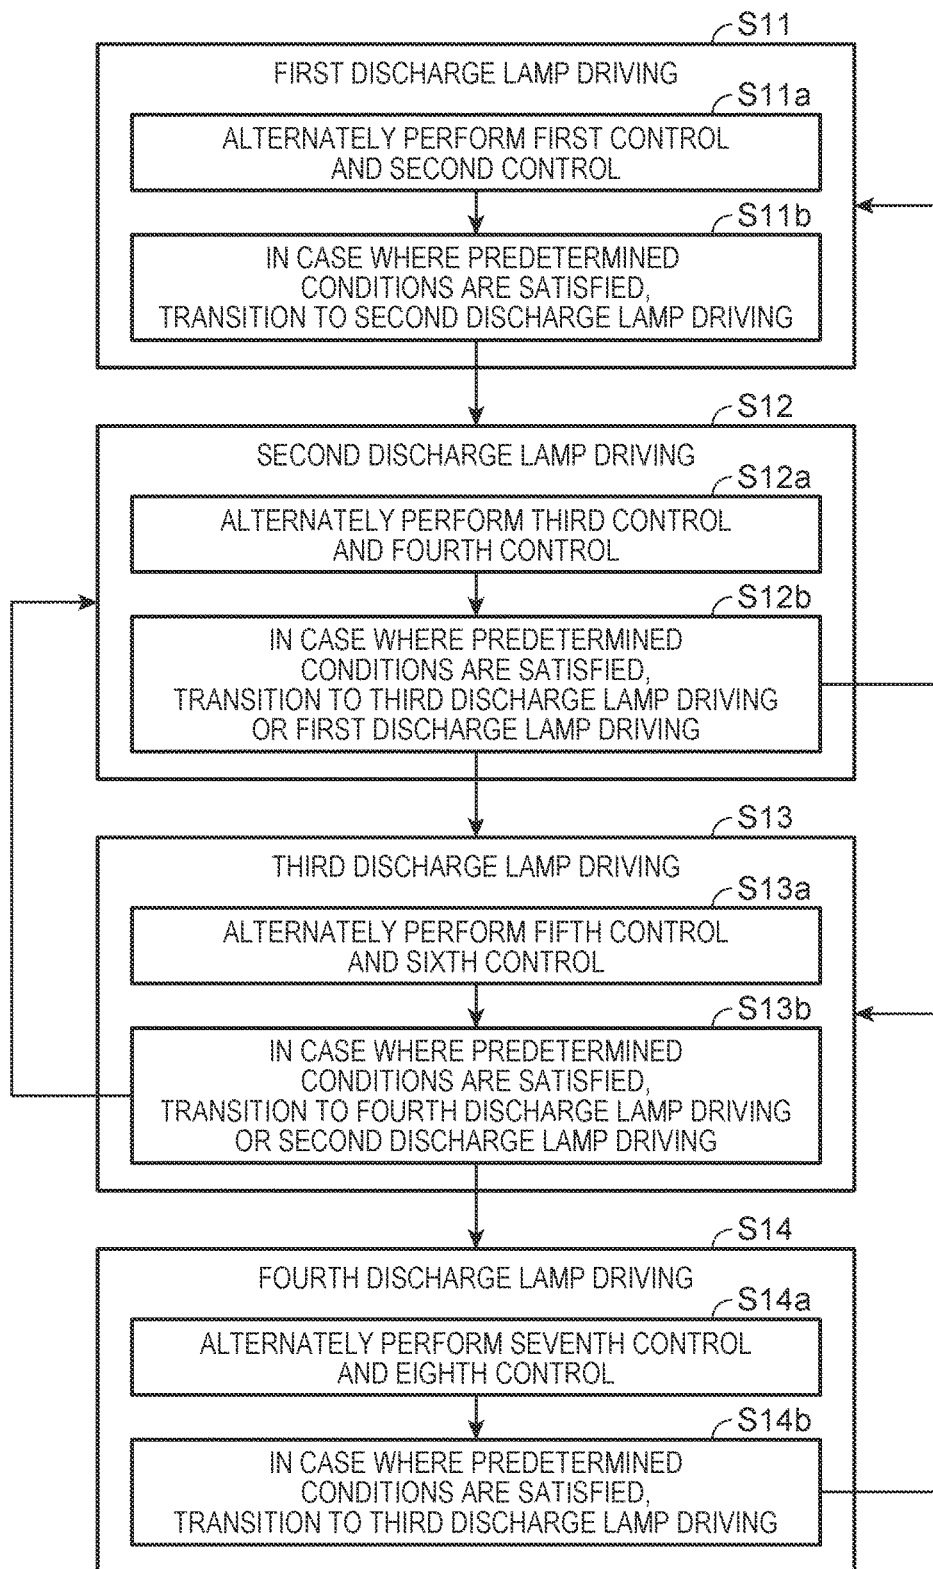 S11
FIRST DISCHARGE LAMP DRIVING
S11a
ALTERNATELY PERFORM FIRST CONTROL
AND SECOND CONTROL
S11b
IN CASE WHERE PREDETERMINED
CONDITIONS ARE SATISFIED,
TRANSITION TO SECOND DISCHARGE LAMP DRIVING
S12
SECOND DISCHARGE LAMP DRIVING
S12a
ALTERNATELY PERFORM THIRD CONTROL
AND FOURTH CONTROL
S12b
IN CASE WHERE PREDETERMINED
CONDITIONS ARE SATISFIED,
TRANSITION TO THIRD DISCHARGE LAMP DRIVING
OR FIRST DISCHARGE LAMP DRIVING
S13
THIRD DISCHARGE LAMP DRIVING
S13a
ALTERNATELY PERFORM FIFTH CONTROL
AND SIXTH CONTROL
S13b
IN CASE WHERE PREDETERMINED
CONDITIONS ARE SATISFIED,
TRANSITION TO FOURTH DISCHARGE LAMP DRIVING
OR SECOND DISCHARGE LAMP DRIVING
S14
FOURTH DISCHARGE LAMP DRIVING
S14a
ALTERNATELY PERFORM SEVENTH CONTROL
AND EIGHTH CONTROL
S14b
IN CASE WHERE PREDETERMINED
CONDITIONS ARE SATISFIED,
TRANSITION TO THIRD DISCHARGE LAMP DRIVING